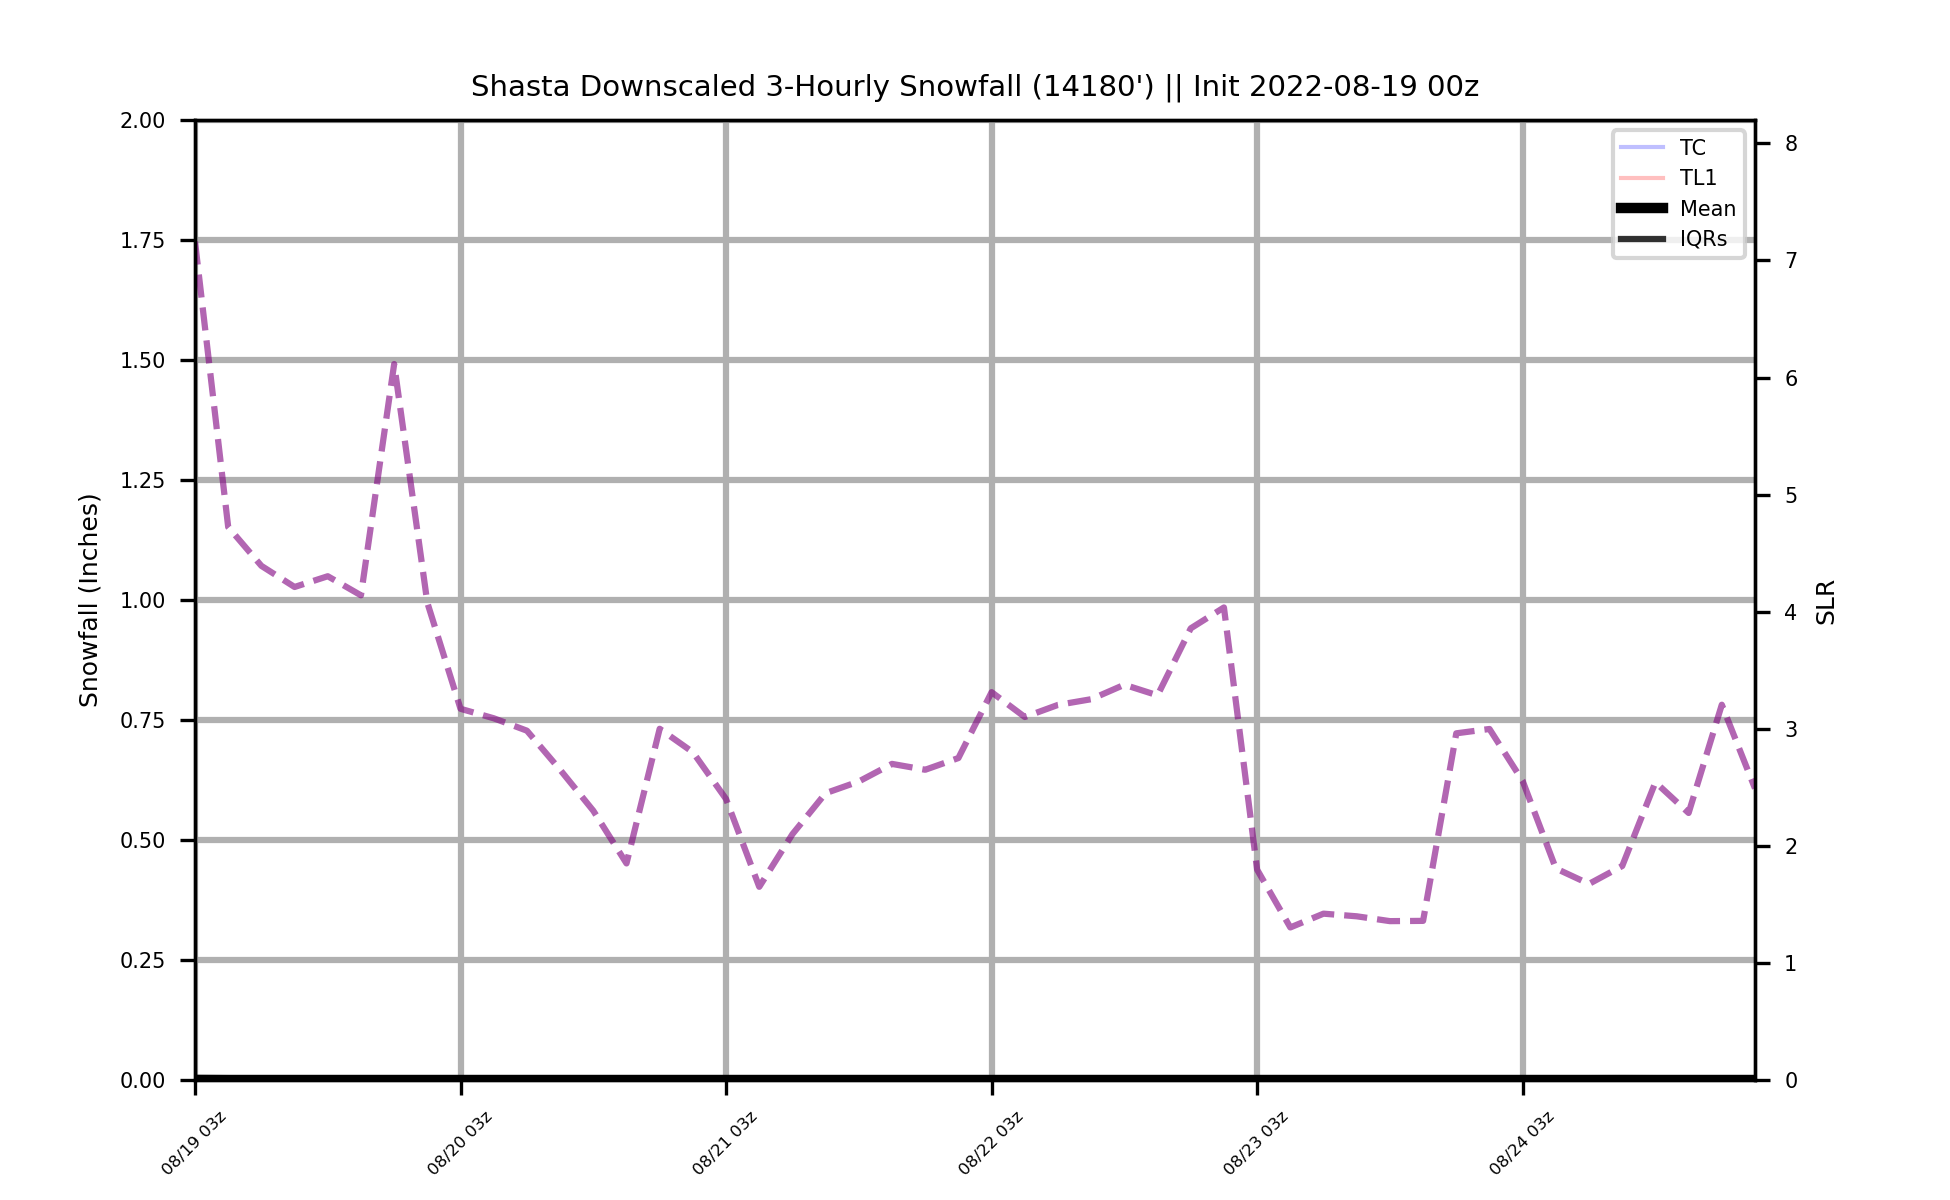 Shasta Downscaled 3-Hourly Snowfall (14180') || Init 2022-08-19 00z
2.00
1.75
1.50
1.25
1.00
0.75
0.50
0.25
0.00
Snowfall (Inches)
TC
TL1
Mean
IQRs
8
7
6
5
4
3
2
1
0
SLR
08/19 03z
08/20 03z
08/21 03z
08/22 03z
08/23 03z
08/24 03z